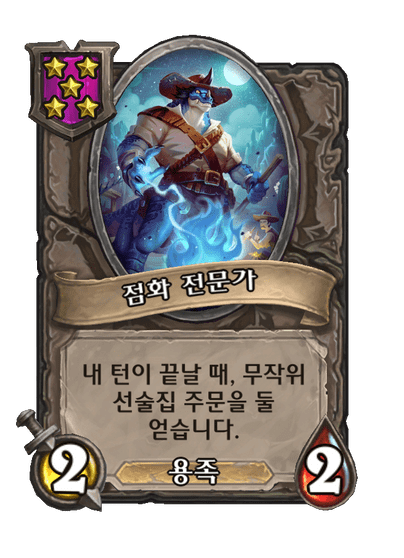 점화 전문가
내 턴이 끝날 때, 무작위
선술집 주문을 둘
얻습니다.
2
용족
2